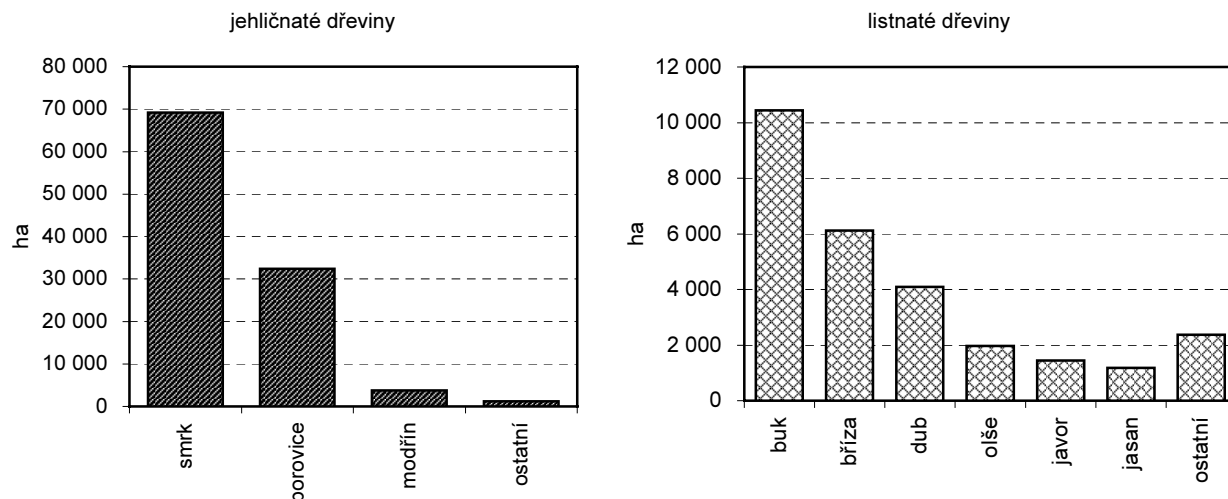 jehličnaté dřeviny
80 000
70 000
60 000
50 000
40 000
30 000
20 000
10 000
0
ha
smrk
borovice
modřín
ostatní
listnaté dřeviny
12 000
10 000
8 000
6 000
4 000
2 000
0
ha
buk
bříza
dub
olše
javor
jasan
ostatní